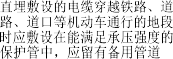 直埋敷设的电缆穿越铁路、道
路、道口等机动车通行的地段
时应敷设在能满足承压强度的
保护管中，应留有备用管道